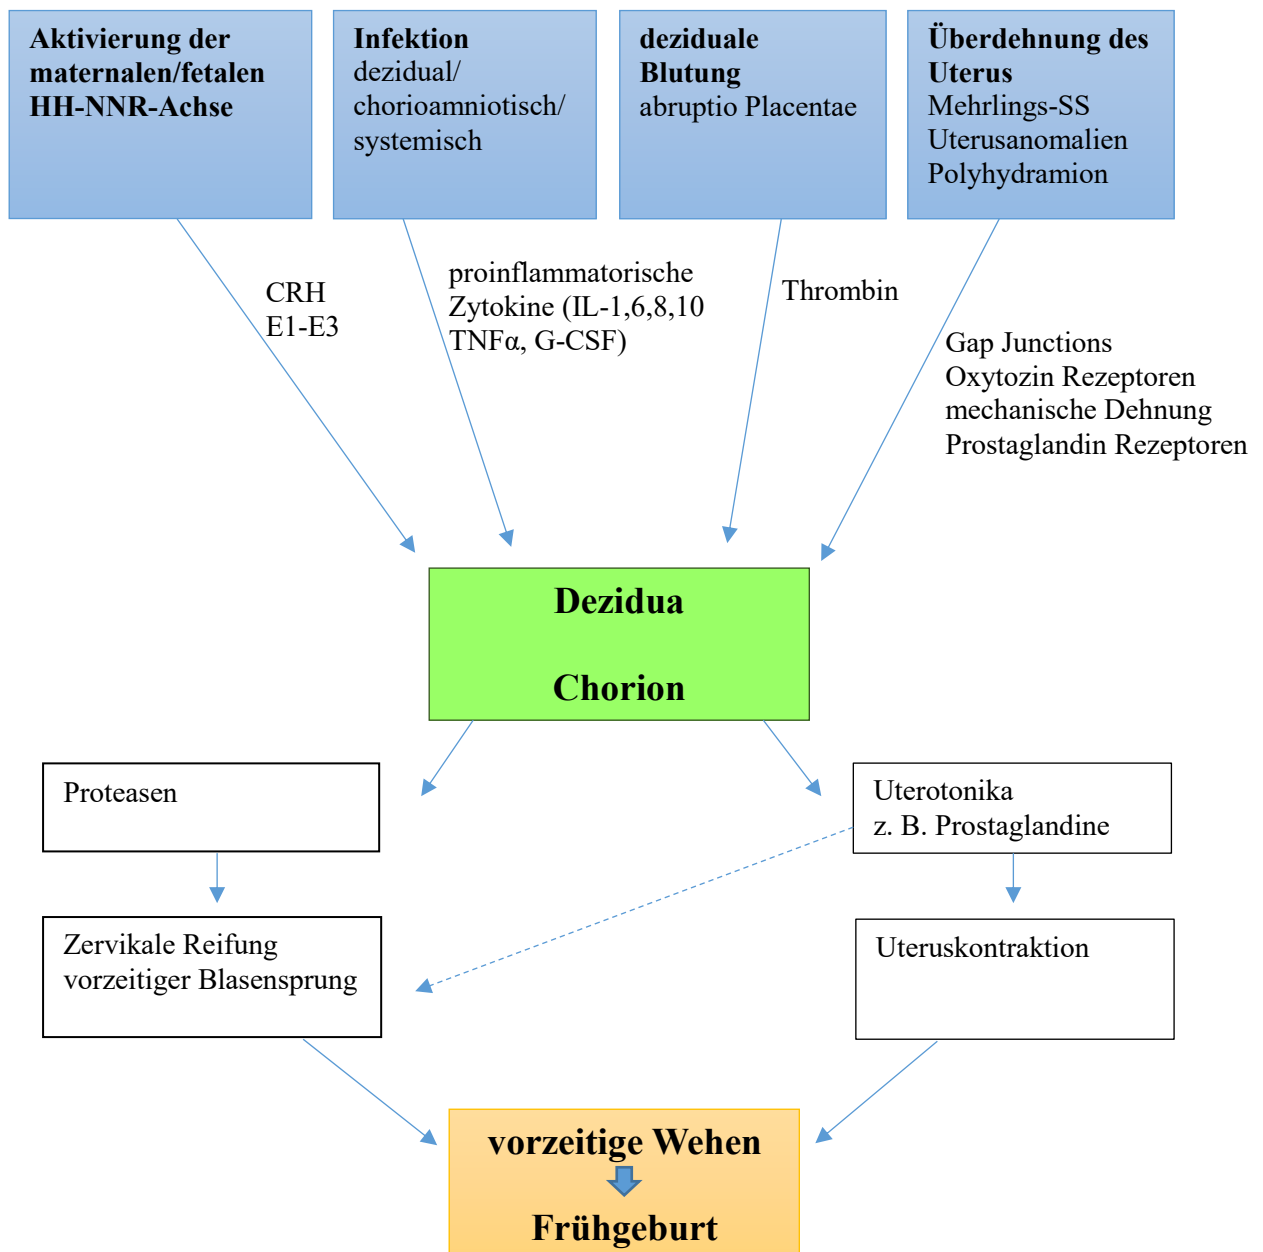 Aktivierung der
maternalen/fetalen
HH-NNR-Achse
Infektion
dezidual/
chorioamniotisch/
systemisch
deziduale
Blutung
abruptio Placentae
Überdehnung des
Uterus
Mehrlings-SS
Uterusanomalien
Polyhydramion
CRH
E1-E3
proinflammatorische
Zytokine (IL-1,6,8,10
TNFα, G-CSF)
Thrombin
Gap Junctions
Oxytozin Rezeptoren
mechanische Dehnung
Prostaglandin Rezeptoren
Dezidua
Chorion
Proteasen
Uterotonika
z. B. Prostaglandine
Zervikale Reifung
vorzeitiger Blasensprung
Uteruskontraktion
vorzeitige Wehen
Frühgeburt